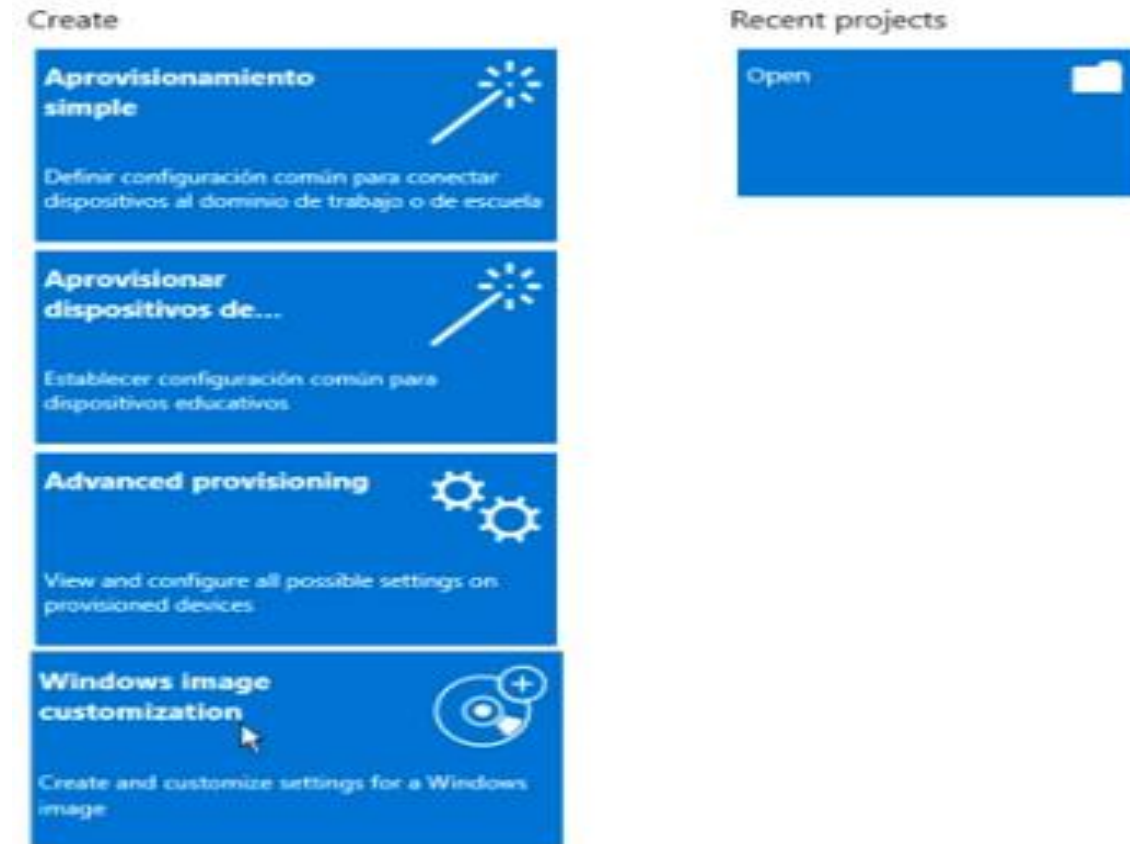 Create
Aprovisionamiento
simple
Definir configuración común para conectar
dispositivos al dominio de trabajo o de escuela
Aprovisionar
dispositivos de...
Establecer configuración común para
dispositivos educativos
Advanced provisioning
View and configure all possible settings on
provisioned devices
Windows image
customization
Create and customize settings for a Windows
image
Recent projects
Open